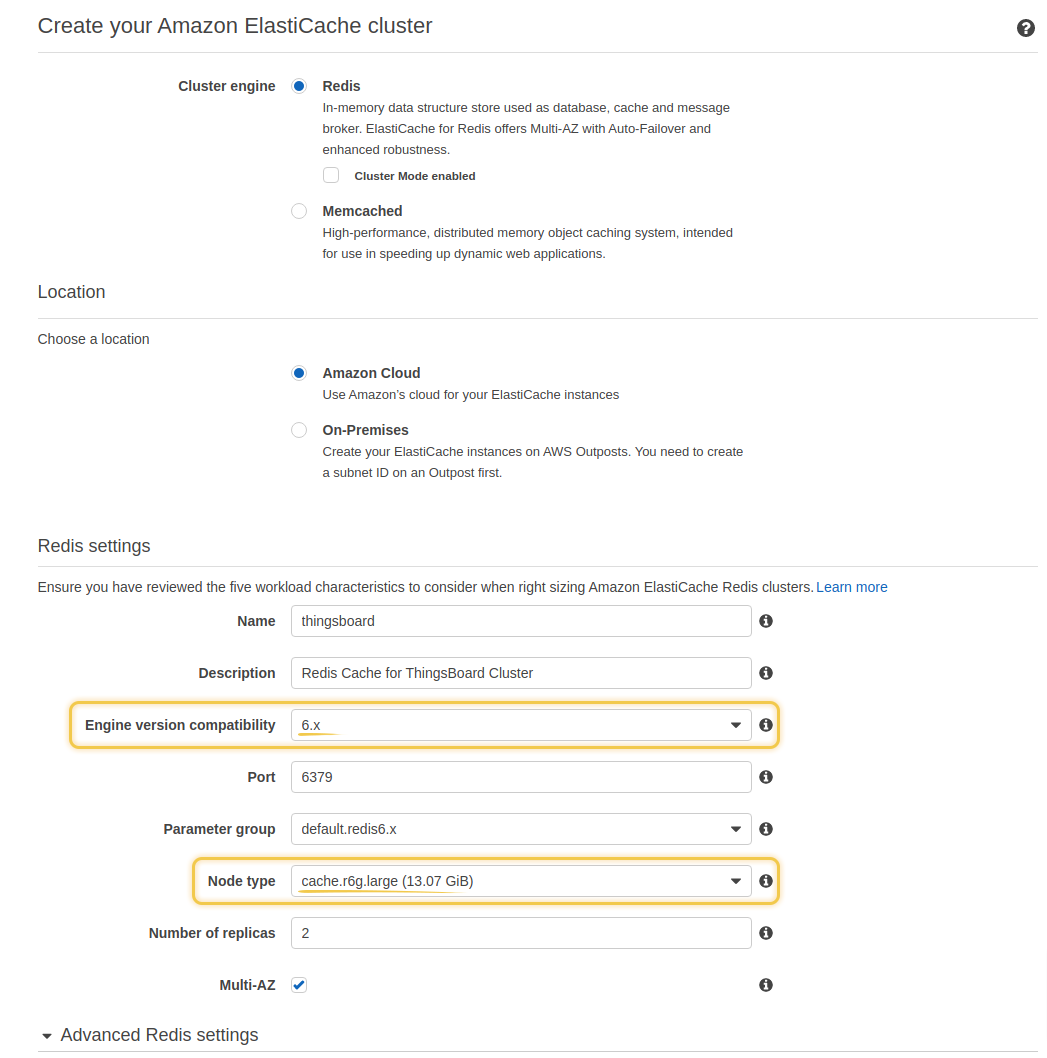 Create your Amazon ElastiCache cluster
Cluster engine
Redis
In-memory data structure store used as database, cache and message
broker. ElastiCache for Redis offers Multi-AZ with Auto-Failover and
enhanced robustness.
Cluster Mode enabled
Memcached
High-performance, distributed memory object caching system, intended
for use in speeding up dynamic web applications.
Location
Choose a location
Amazon Cloud
Use Amazon's cloud for your ElastiCache instances
On-Premises
Create your ElastiCache instances on AWS Outposts. You need to create
a subnet ID on an Outpost first.
Redis settings
Ensure you have reviewed the five workload characteristics to consider when right sizing Amazon ElastiCache Redis clusters. Learn more
Name thingsboard
Description Redis Cache for ThingsBoard Cluster
Engine version compatibility 6.x
Port 6379
Parameter group default.redis6.x
Node type cache.r6g.large (13.07 GiB)
Number of replicas 2
Multi-AZ
Advanced Redis settings